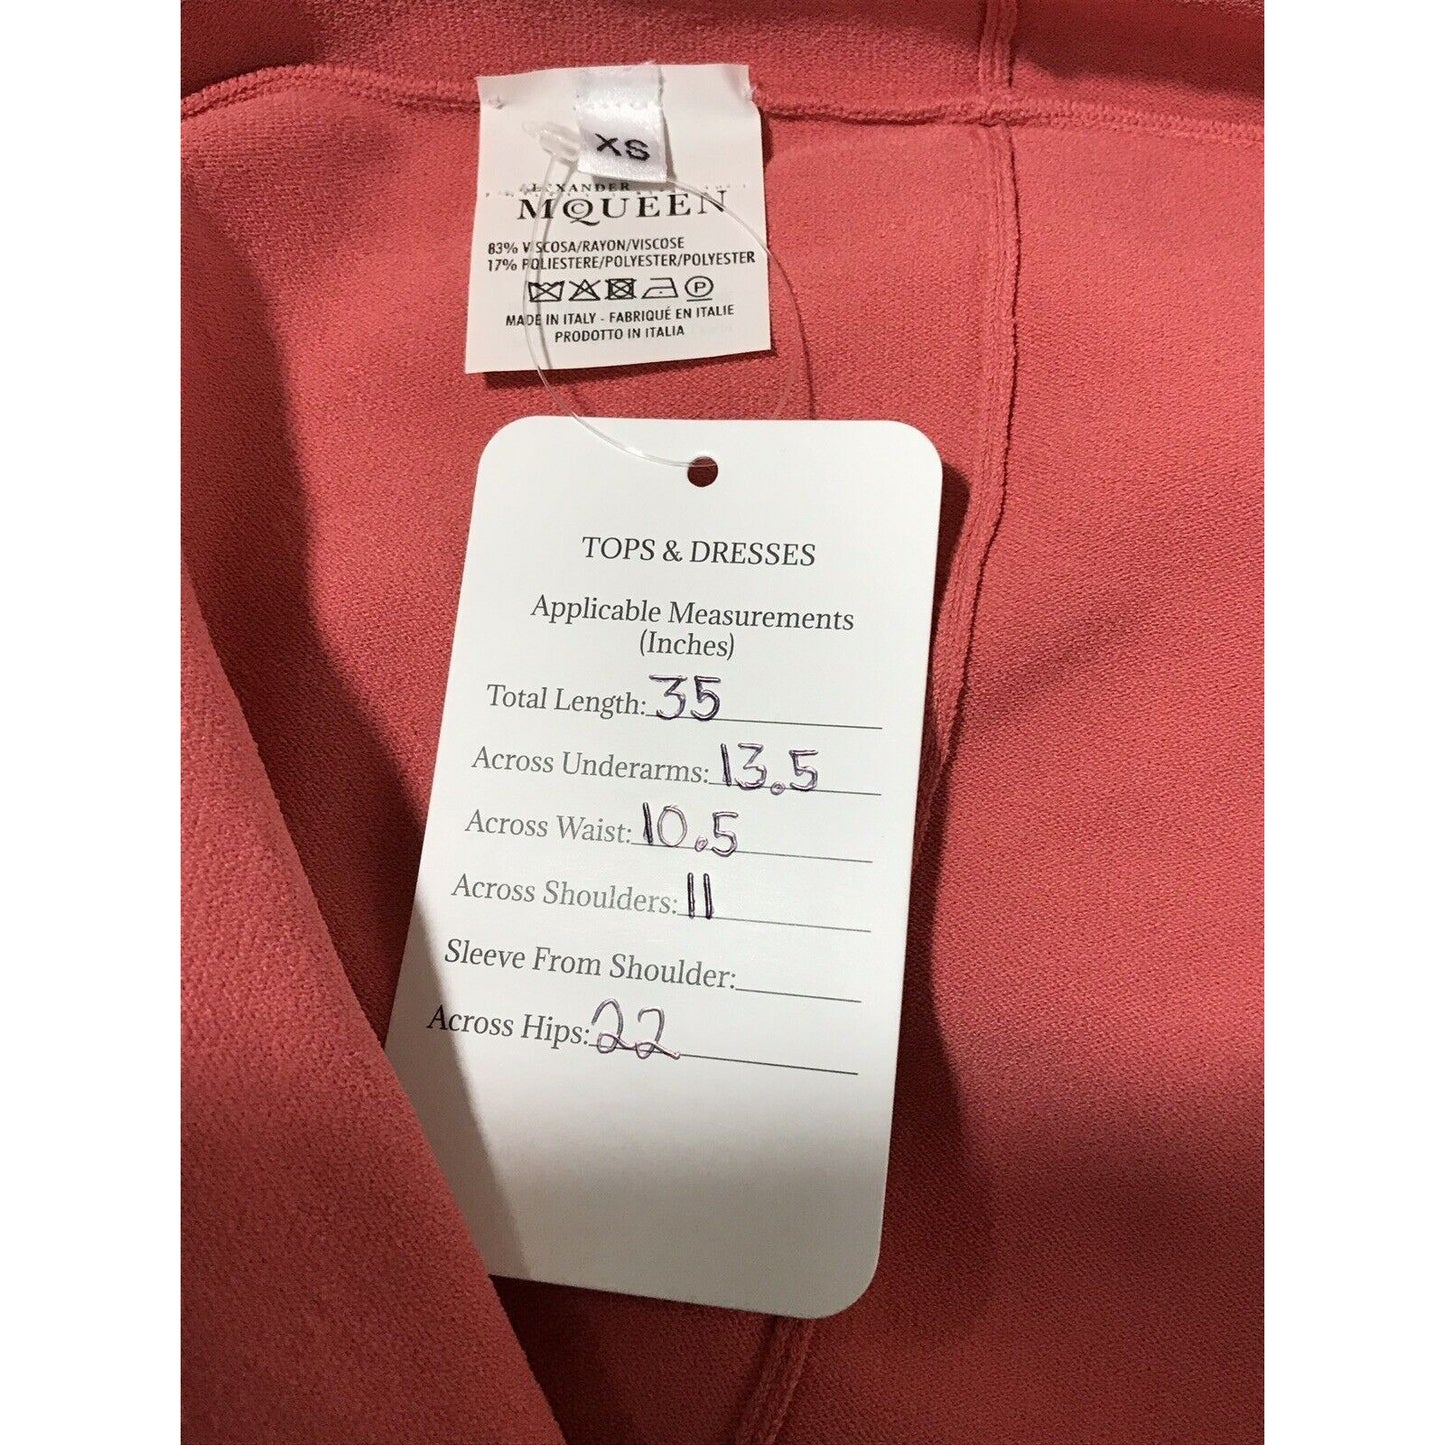 XS
ALEXANDER
MCQUEEN
83% VISCOSA/RAYON/VISCOSE
17% POLIESTERE/POLYESTER/POLYESTER
MADE IN ITALY - FABRIQUÉ EN ITALIE
PRODOTTO IN ITALIA
TOPS & DRESSES
Applicable Measurements
(Inches)
Total Length: 35
Across Underarms: 13.5
Across Waist: 10.5
Across Shoulders: 11
Sleeve From Shoulder:
Across Hips: 22